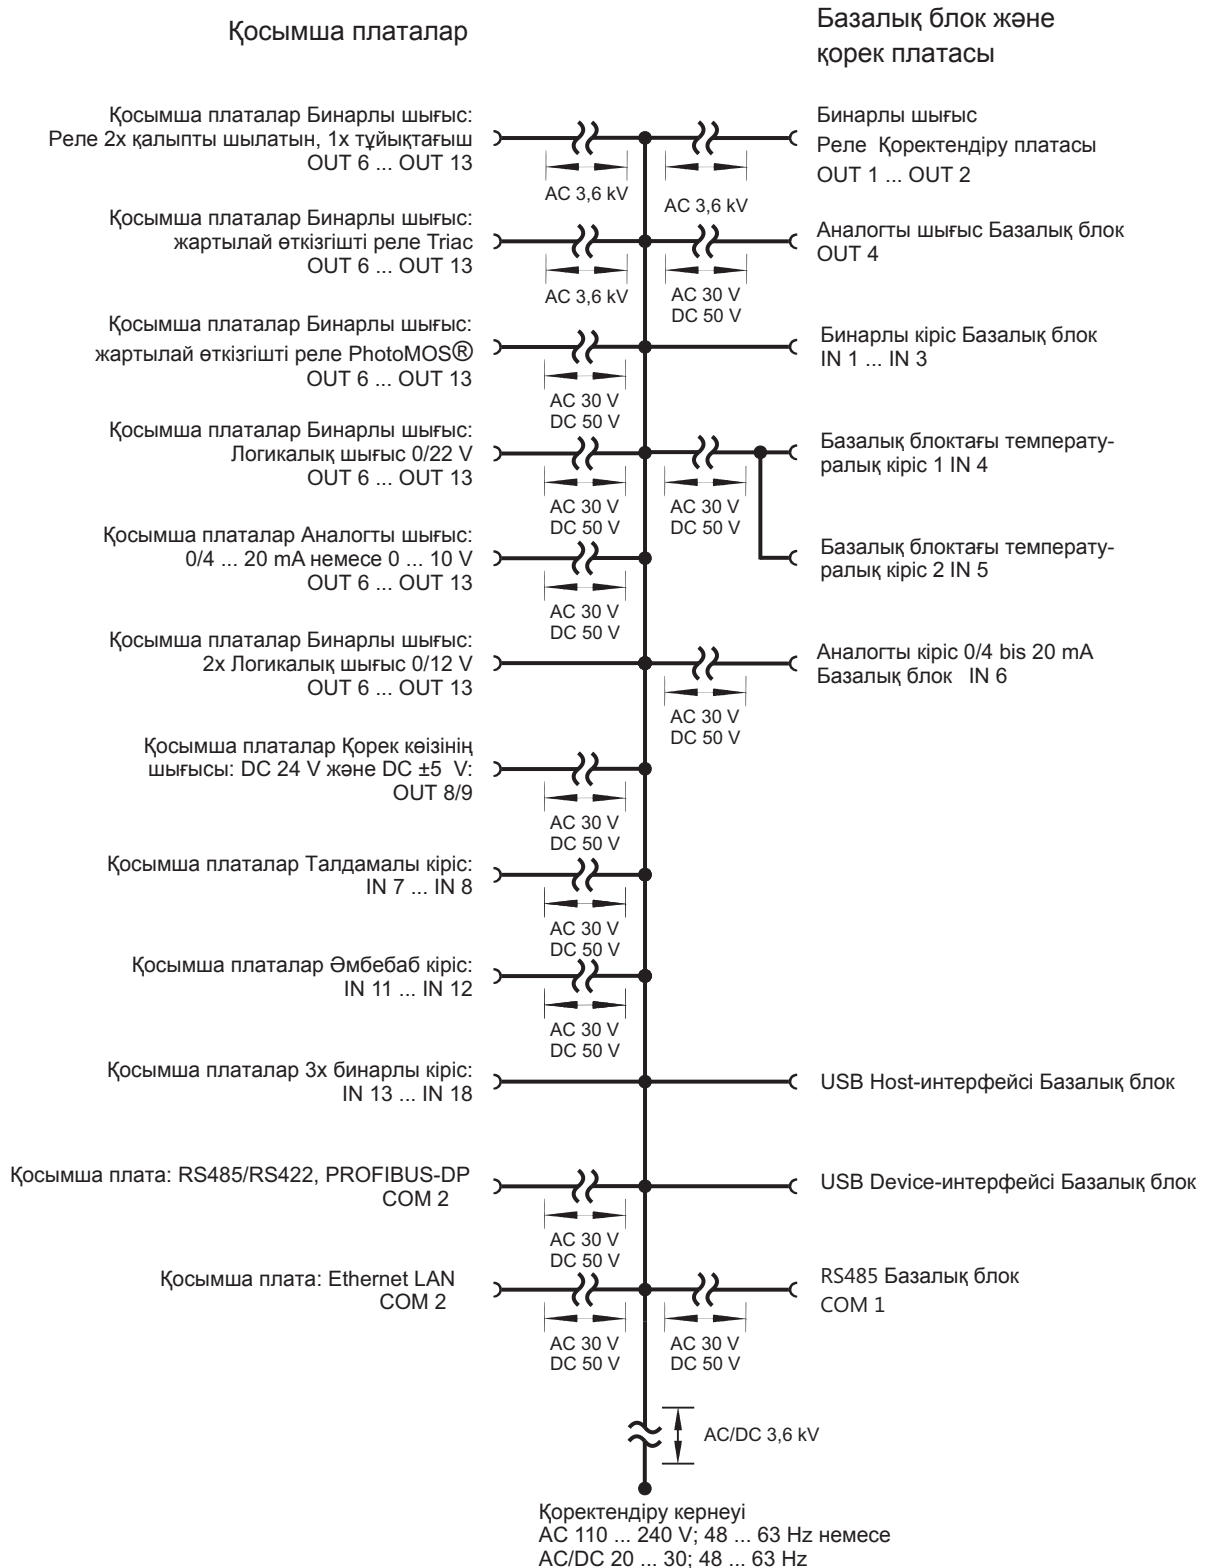 Қосымша платалар
Базалық блок және
қорек платасы
Қосымша платалар Бинарлы шығыс:
Реле 2x қалыпты шылатын, 1x тұйықтағыш
OUT 6 ... OUT 13
AC 3,6 kV
AC 3,6 kV
Бинарлы шығыс
Реле Қоректендіру платасы
OUT 1 ... OUT 2
Қосымша платалар Бинарлы шығыс:
жартылай өткізгішті реле Triac
OUT 6 ... OUT 13
AC 3,6 kV
AC 30 V
DC 50 V
Аналогты шығыс Базалық блок
OUT 4
Қосымша платалар Бинарлы шығыс:
жартылай өткізгішті реле PhotoMOS®
OUT 6 ... OUT 13
AC 30 V
DC 50 V
Бинарлы кіріс Базалық блок
IN 1 ... IN 3
Қосымша платалар Бинарлы шығыс:
Логикалық шығыс 0/22 V
OUT 6 ... OUT 13
AC 30 V
DC 50 V
AC 30 V
DC 50 V
Базалық блоктағы температу-
ралық кіріс 1 IN 4
Қосымша платалар Аналогты шығыс:
0/4 ... 20 mA немесе 0 ... 10 V
OUT 6 ... OUT 13
AC 30 V
DC 50 V
Базалық блоктағы температу-
ралық кіріс 2 IN 5
Қосымша платалар Бинарлы шығыс:
2x Логикалық шығыс 0/12 V
OUT 6 ... OUT 13
AC 30 V
DC 50 V
Аналогты кіріс 0/4 bis 20 mA
Базалық блок IN 6
Қосымша платалар Қорек көізінің
шығысы: DC 24 V және DC ±5 V:
OUT 8/9
AC 30 V
DC 50 V
Қосымша платалар Талдамалы кіріс:
IN 7 ... IN 8
AC 30 V
DC 50 V
Қосымша платалар Әмбебаб кіріс:
IN 11 ... IN 12
AC 30 V
DC 50 V
Қосымша платалар 3x бинарлы кіріс:
IN 13 ... IN 18
USB Host-интерфейсі Базалық блок
Қосымша плата: RS485/RS422, PROFIBUS-DP
COM 2
AC 30 V
DC 50 V
USB Device-интерфейсі Базалық блок
Қосымша плата: Ethernet LAN
COM 2
AC 30 V
DC 50 V
AC 30 V
DC 50 V
RS485 Базалық блок
COM 1
AC/DC 3,6 kV
Қоректендіру кернеуі
AC 110 ... 240 V; 48 ... 63 Hz немесе
AC/DC 20 ... 30; 48 ... 63 Hz